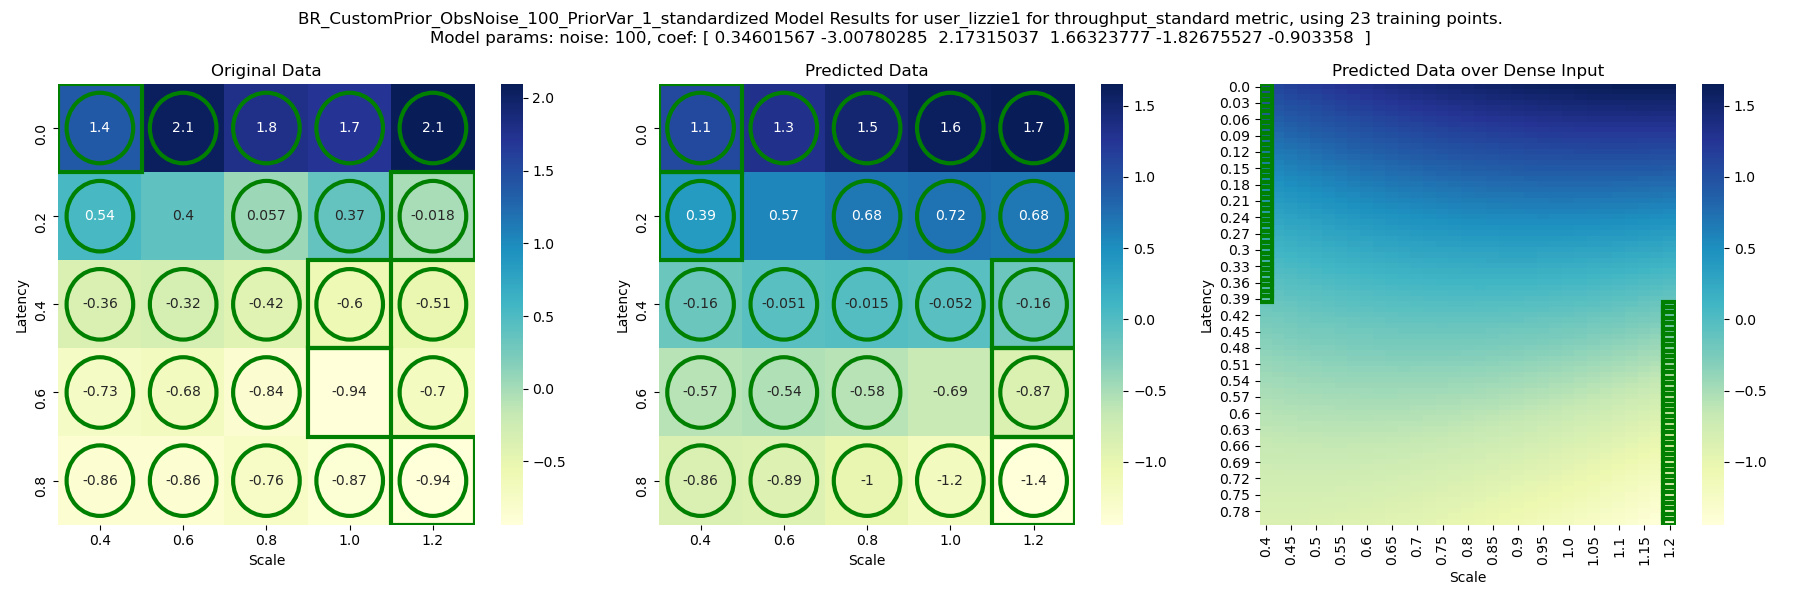 BR_CustomPrior_ObsNoise_100_PriorVar_1_standardized Model Results for user_lizzie1 for throughput_standard metric, using 23 training points.
Model params: noise: 100, coef: [ 0.34601567 -3.00780285  2.17315037  1.66323777 -1.82675527 -0.903358  ]
Original Data
0.0 1.4 2.1 1.8 1.7 2.1
0.2 0.54 0.4 0.057 0.37 -0.018
0.4 -0.36 -0.32 -0.42 -0.6 -0.51
0.6 -0.73 -0.68 -0.84 -0.94 -0.7
0.8 -0.86 -0.86 -0.76 -0.87 -0.94
Latency
0.4 0.6 0.8 1.0 1.2
Scale
2.0
1.5
1.0
0.5
0.0
−0.5
Predicted Data
0.0 1.1 1.3 1.5 1.6 1.7
0.2 0.39 0.57 0.68 0.72 0.68
0.4 -0.16 -0.051 -0.015 -0.052 -0.16
0.6 -0.57 -0.54 -0.58 -0.69 -0.87
0.8 -0.86 -0.89 -1 -1.2 -1.4
Latency
0.4 0.6 0.8 1.0 1.2
Scale
1.5
1.0
0.5
0.0
−0.5
−1.0
Predicted Data over Dense Input
0.0
0.03
0.06
0.09
0.12
0.15
0.18
0.21
0.24
0.27
0.3
0.33
0.36
0.39
0.42
0.45
0.48
0.51
0.54
0.57
0.6
0.63
0.66
0.69
0.72
0.75
0.78
Latency
0.4 0.45 0.5 0.55 0.6 0.65 0.7 0.75 0.8 0.85 0.9 0.95 1.0 1.05 1.1 1.15 1.2
Scale
1.5
1.0
0.5
0.0
−0.5
−1.0